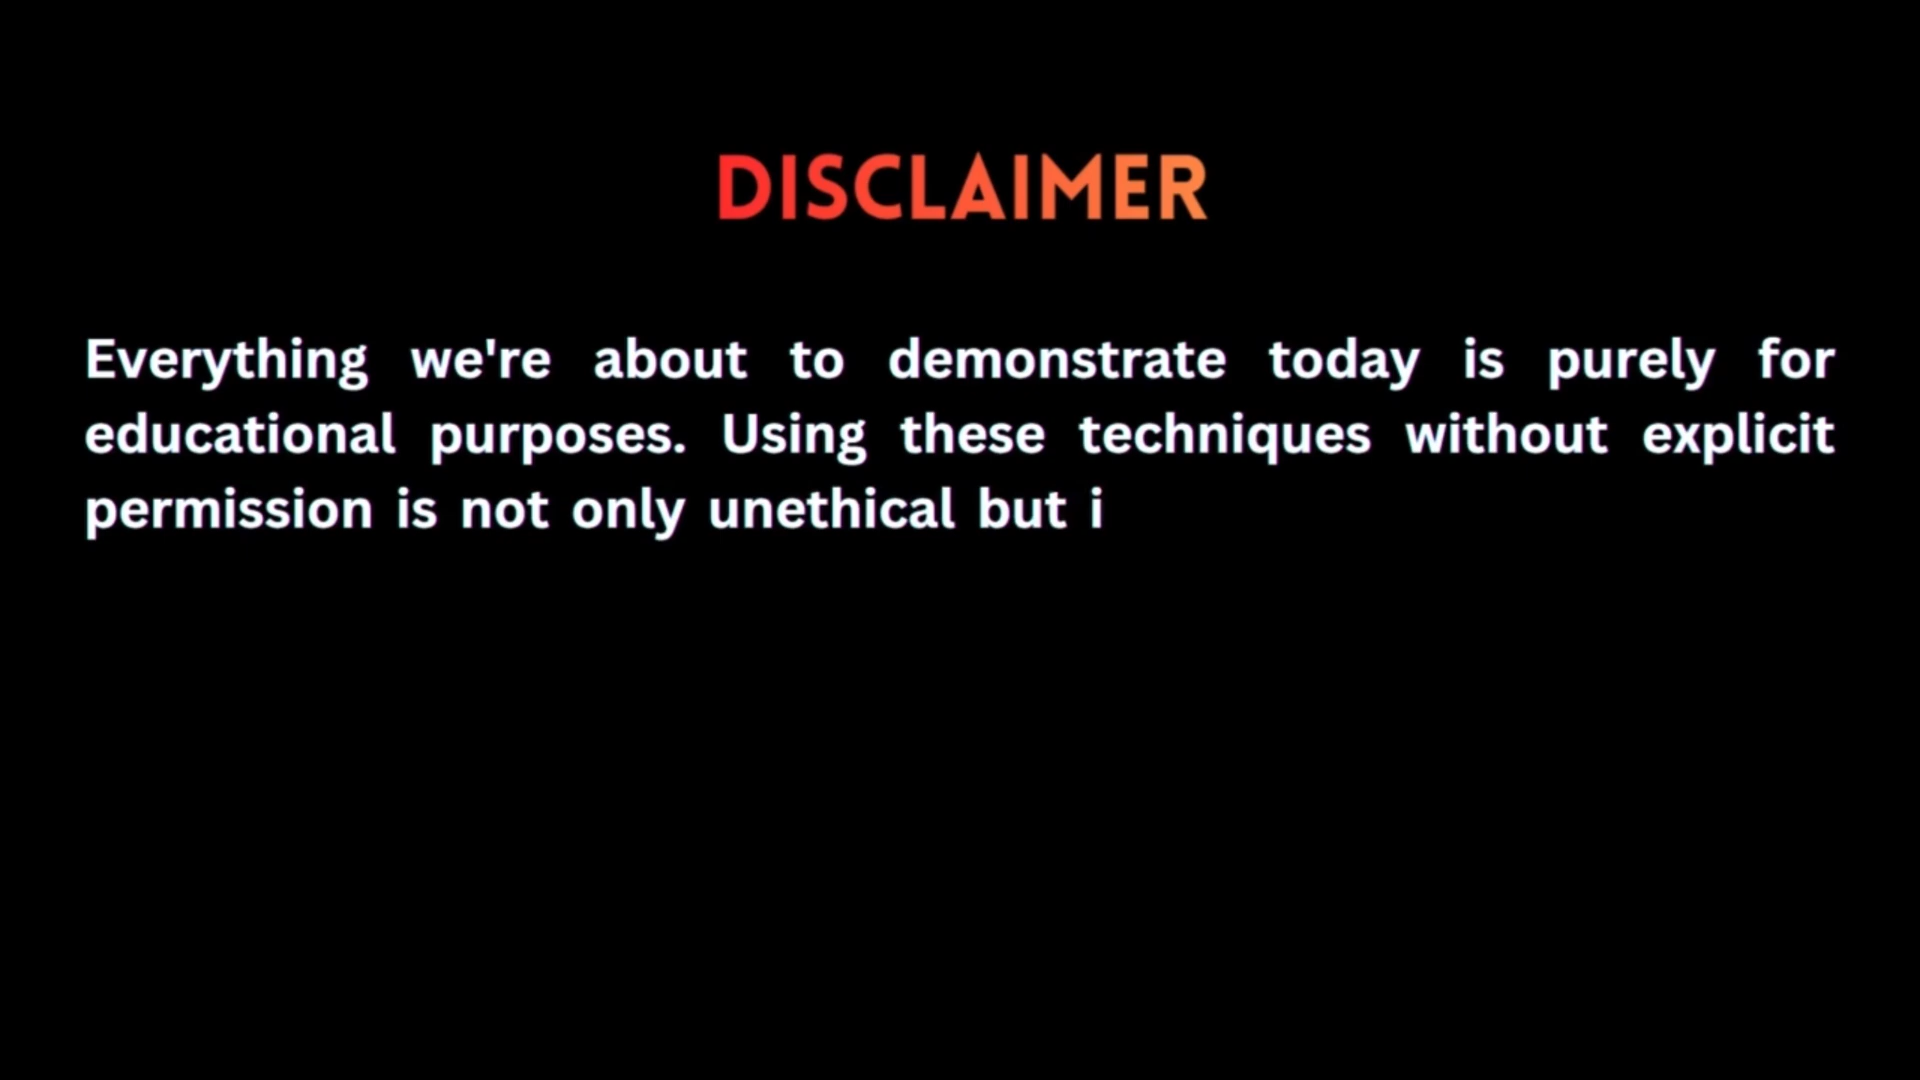 DISCLAIMER
Everything we're about to demonstrate today is purely for
educational purposes. Using these techniques without explicit
permission is not only unethical but i